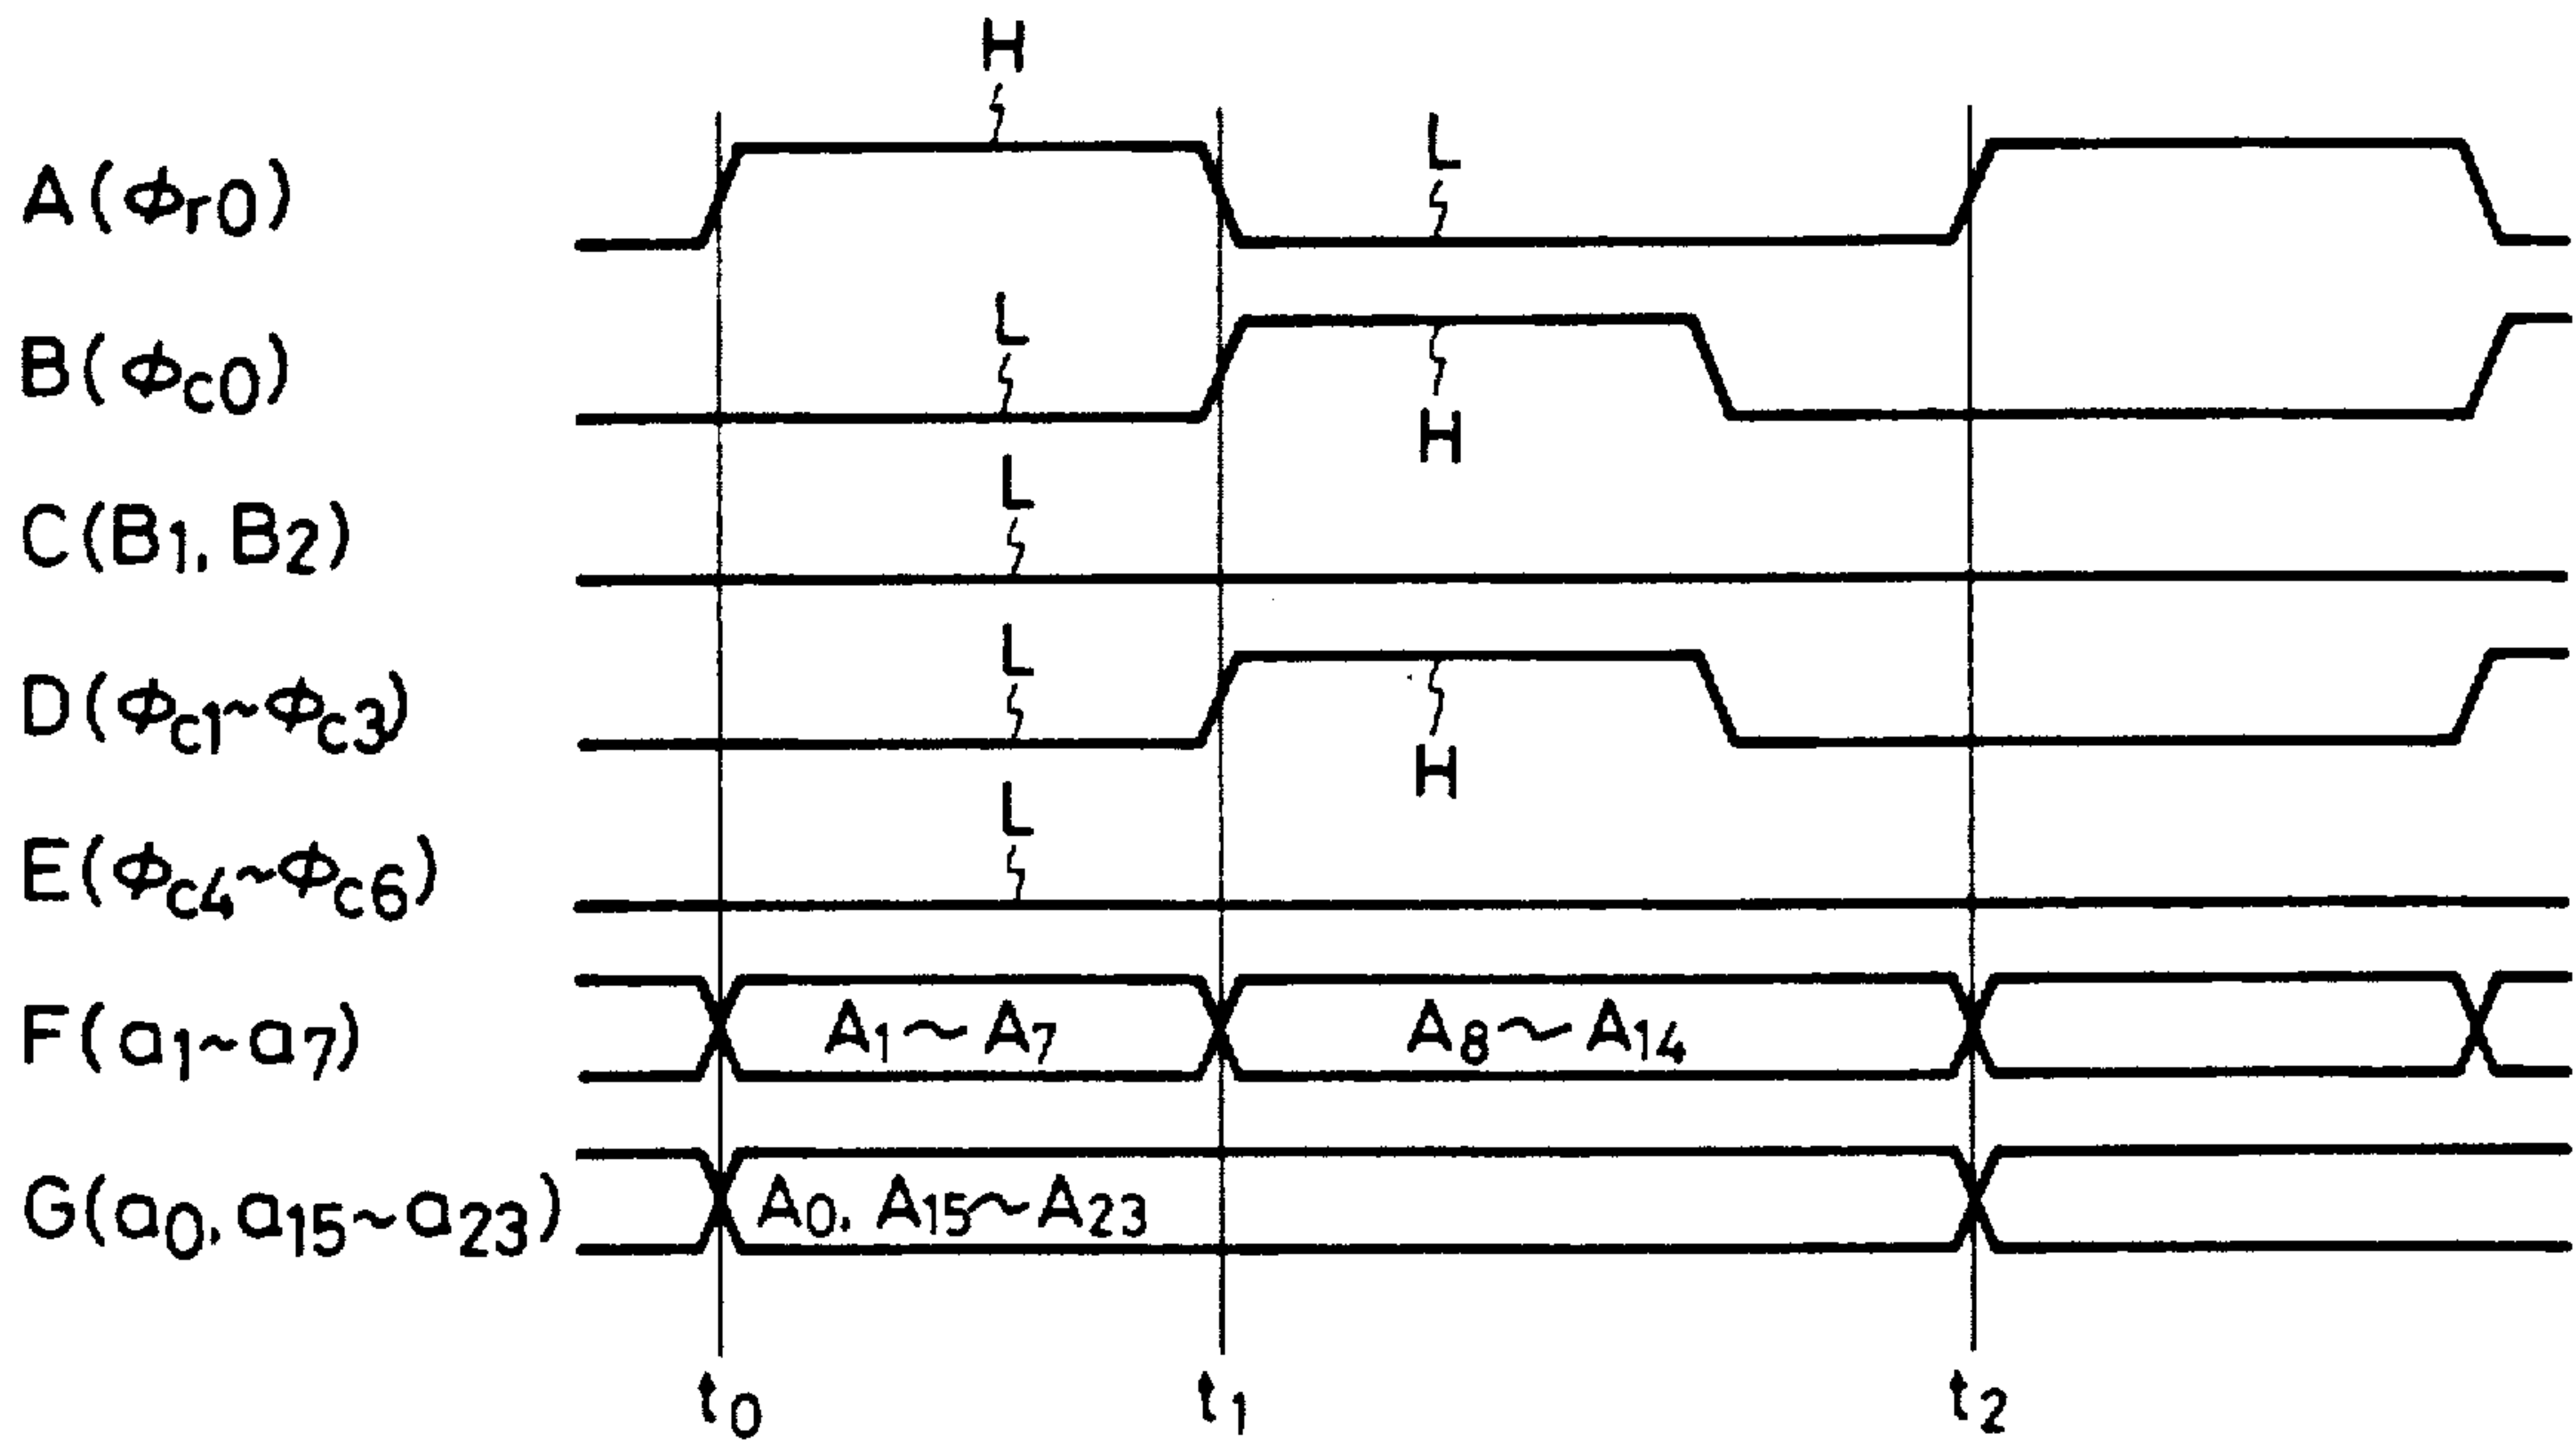 H
A(ϕr0) L
B(ϕc0) L H
C(B1, B2) L
D(ϕc1~ϕc3) L H
E(ϕc4~ϕc6) L
F(a1~a7) A1~A7 A8~A14
G(a0, a15~a23) A0, A15~A23
t0 t1 t2